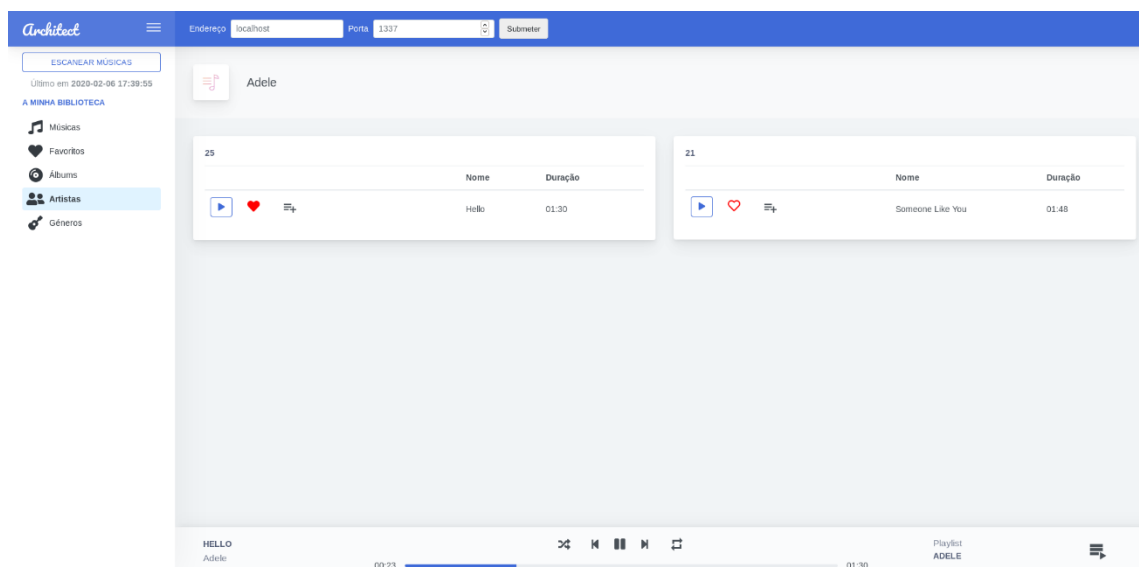 Architect
Endereço localhost Porta 1337 Submeter
ESCANEAR MÚSICAS
Último em 2020-02-06 17:39:55
A MINHA BIBLIOTECA
Músicas
Favoritos
Álbums
Artistas
Géneros
Adele
25
Nome Duração
Hello 01:30
21
Nome Duração
Someone Like You 01:48
HELLO
Adele
00:23 01:30
Playlist
ADELE